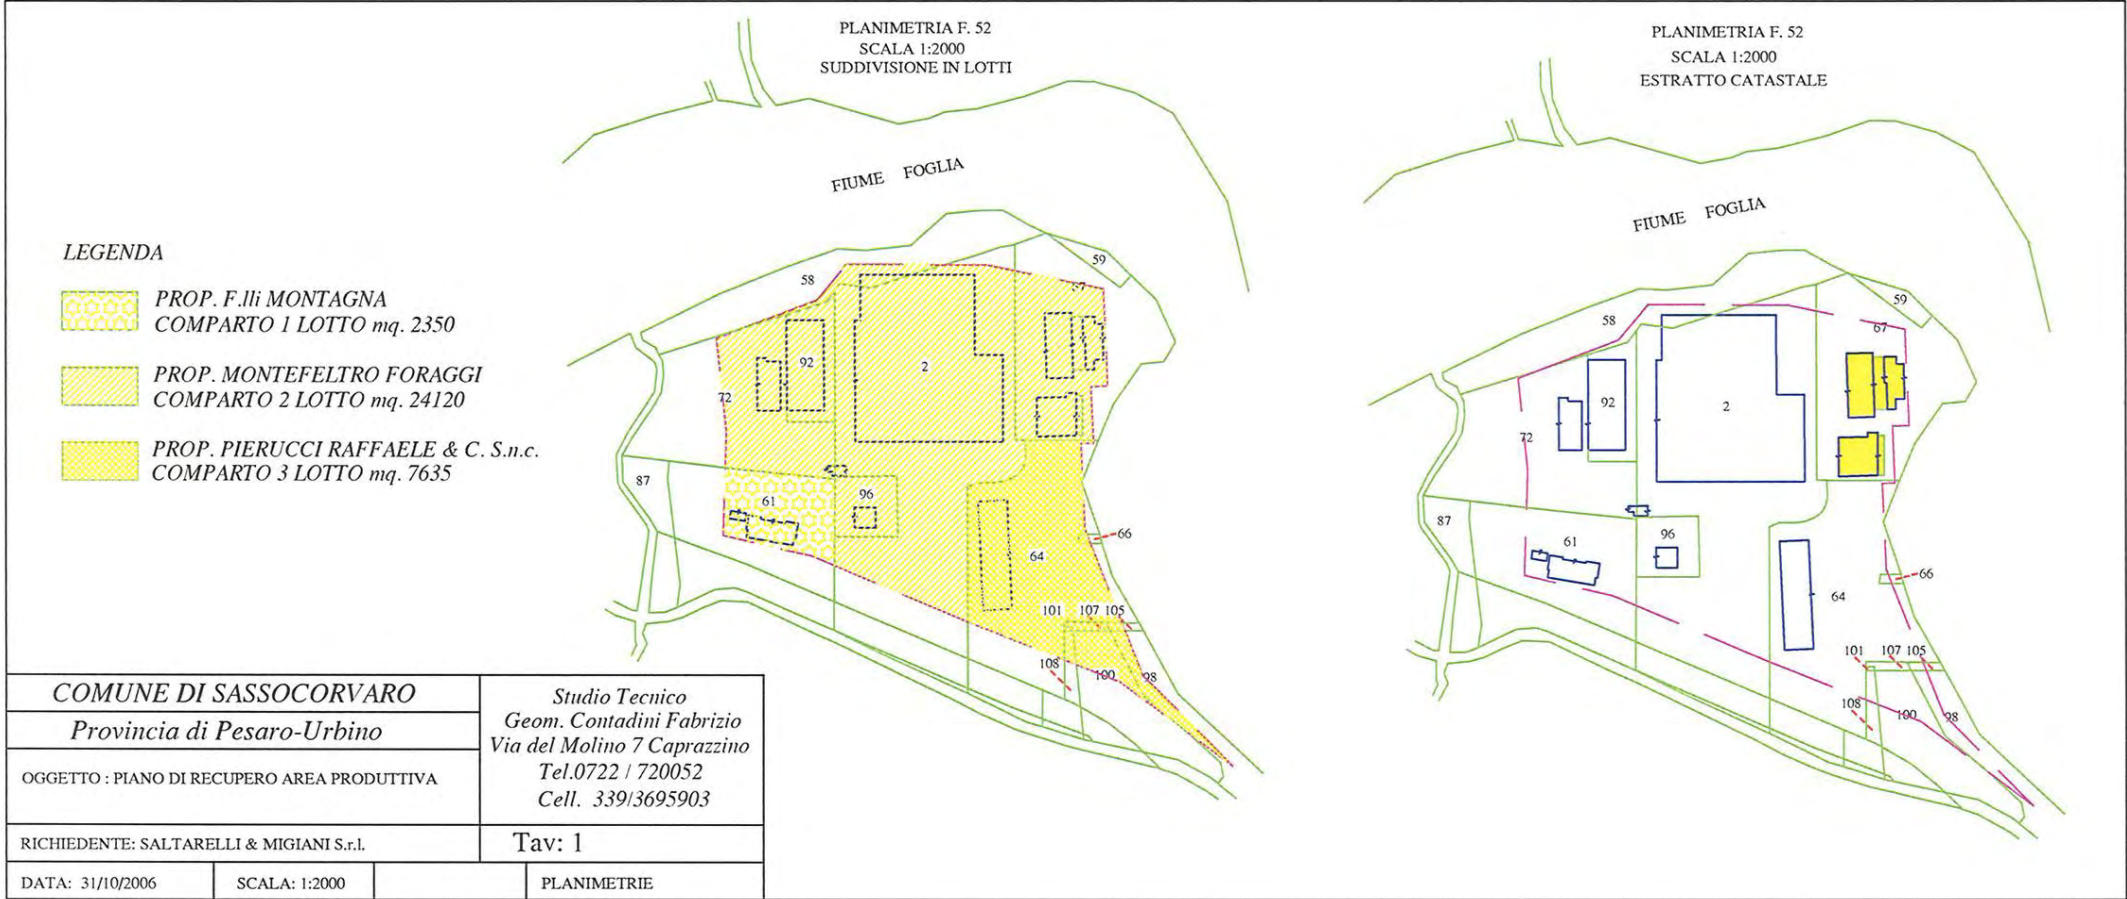 PLANIMETRIA F. 52
SCALA 1:2000
SUDDIVISIONE IN LOTTI
FIUME FOGLIA
58
59
92
2
72
87
61
96
66
64
101 107 105
108
100
98
PLANIMETRIA F. 52
SCALA 1:2000
ESTRATTO CATASTALE
FIUME FOGLIA
59
58
67
92
2
72
87
61
96
66
64
101 107 105
108
100
98
LEGENDA
PROP. F.lli MONTAGNA
COMPARTO 1 LOTTO mq. 2350
PROP. MONTEFELTRO FORAGGI
COMPARTO 2 LOTTO mq. 24120
PROP. PIERUCCI RAFFAELE & C. S.n.c.
COMPARTO 3 LOTTO mq. 7635
COMUNE DI SASSOCORVARO
Provincia di Pesaro-Urbino
OGGETTO : PIANO DI RECUPERO AREA PRODUTTIVA
RICHIEDENTE: SALTARELLI & MIGIANI S.r.l.
DATA: 31/10/2006
SCALA: 1:2000
Studio Tecnico
Geom. Contadini Fabrizio
Via del Molino 7 Caprazzino
Tel.0722 / 720052
Cell. 339/3695903
Tav: 1
PLANIMETRIE